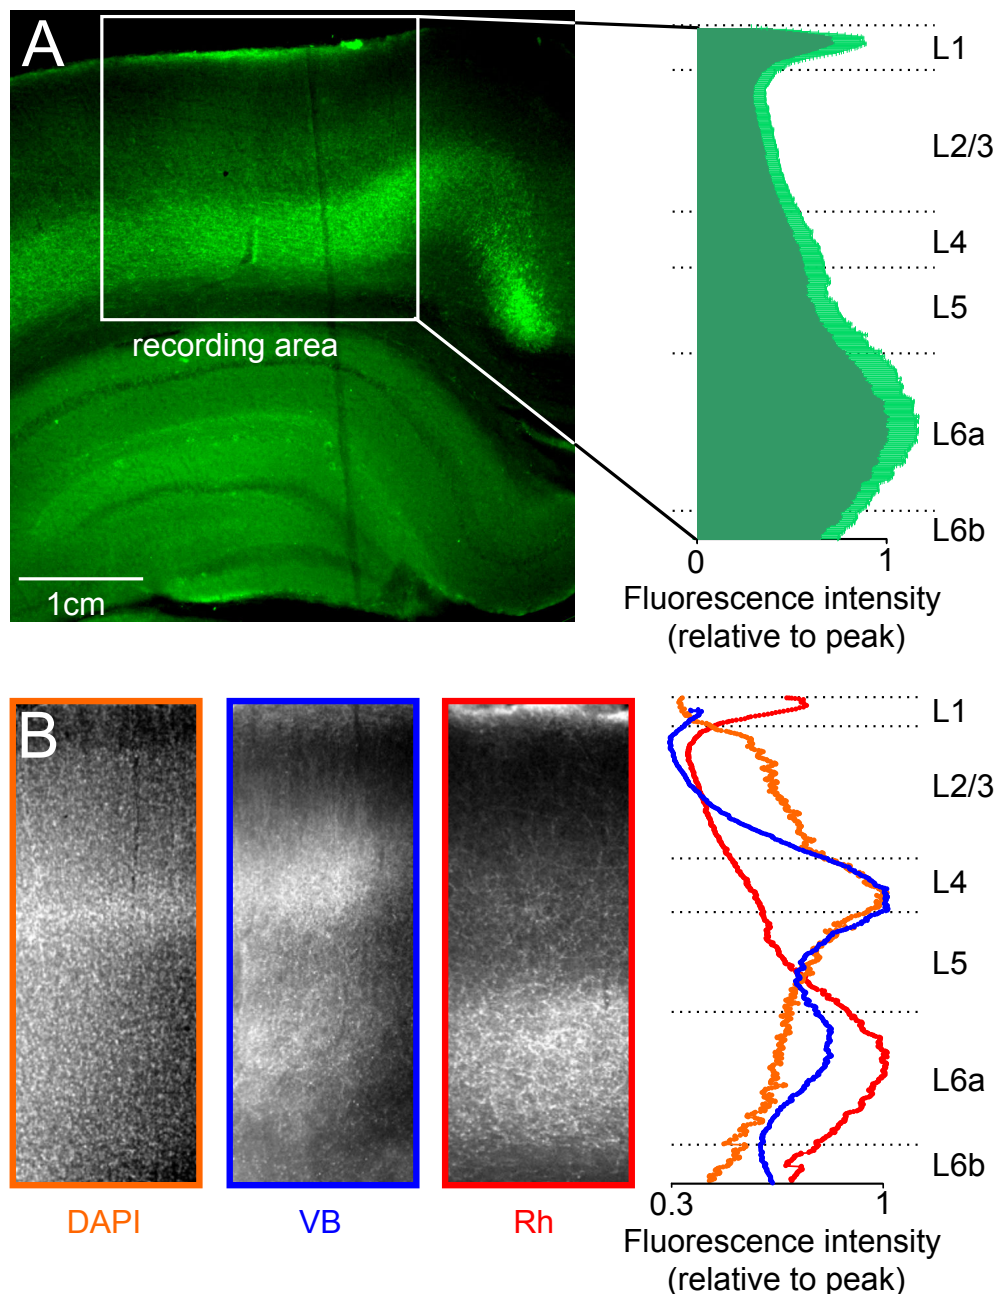 A
recording area
1cm
L1
L2/3
L4
L5
L6a
L6b
0 1
Fluorescence intensity
(relative to peak)
B
DAPI
VB
Rh
L1
L2/3
L4
L5
L6a
L6b
0.3 1
Fluorescence intensity
(relative to peak)